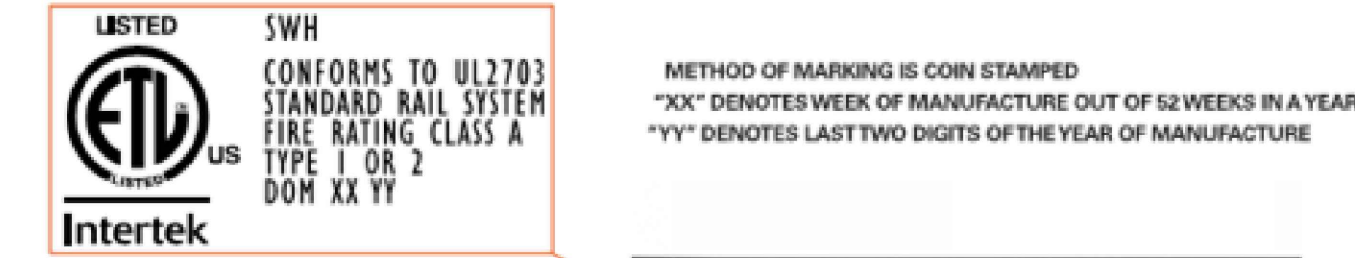 LISTED
ETL
LISTED
US
Intertek
SWH
CONFORMS TO UL2703
STANDARD RAIL SYSTEM
FIRE RATING CLASS A
TYPE 1 OR 2
DOM XX YY
METHOD OF MARKING IS COIN STAMPED
"XX" DENOTES WEEK OF MANUFACTURE OUT OF 52 WEEKS IN A YEAR
"YY" DENOTES LAST TWO DIGITS OF THE YEAR OF MANUFACTURE